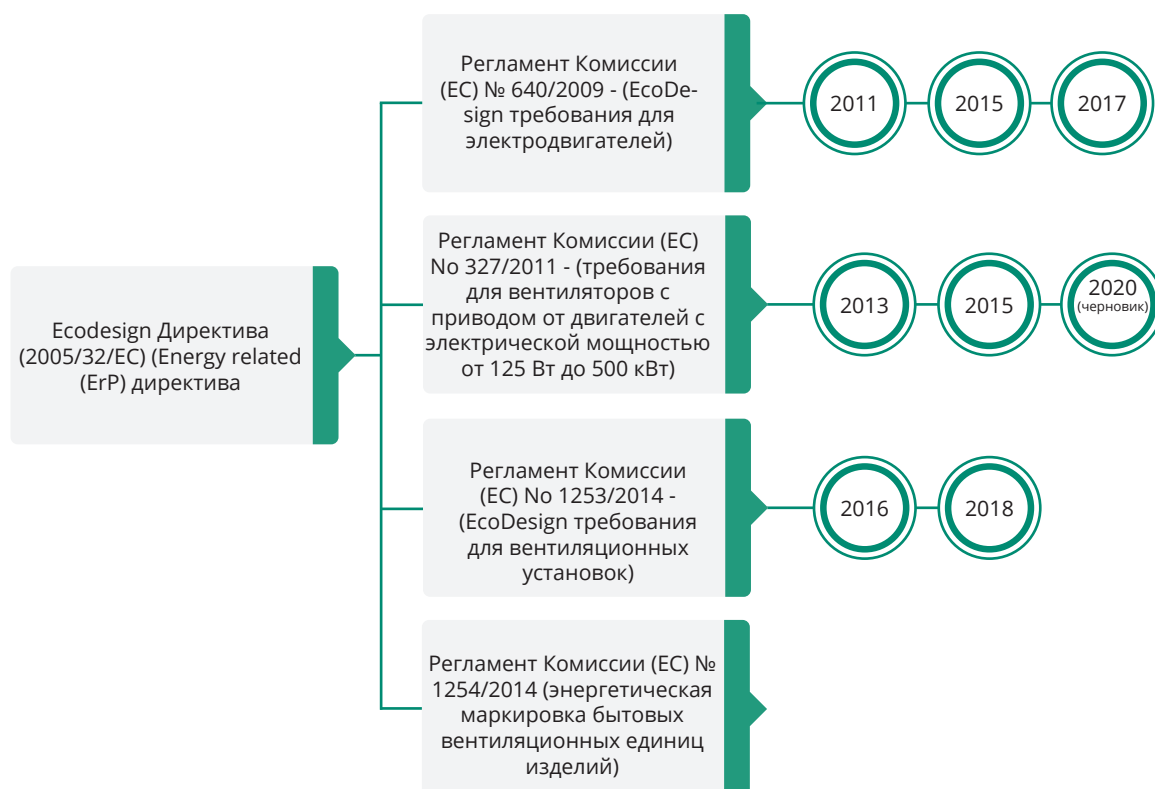 Ecodesign Директива
(2005/32/EC) (Energy related
(ErP) директива
Регламент Комиссии
(ЕС) № 640/2009 - (EcoDe-
sign требования для
электродвигателей)
2011
2015
2017
Регламент Комиссии (ЕС)
No 327/2011 - (требования
для вентиляторов с
приводом от двигателей с
электрической мощностью
от 125 Вт до 500 кВт)
2013
2015
2020
(черновик)
Регламент Комиссии
(ЕС) No 1253/2014 -
(EcoDesign требования
для вентиляционных
установок)
2016
2018
Регламент Комиссии (ЕС) №
1254/2014 (энергетическая
маркировка бытовых
вентиляционных единиц
изделий)